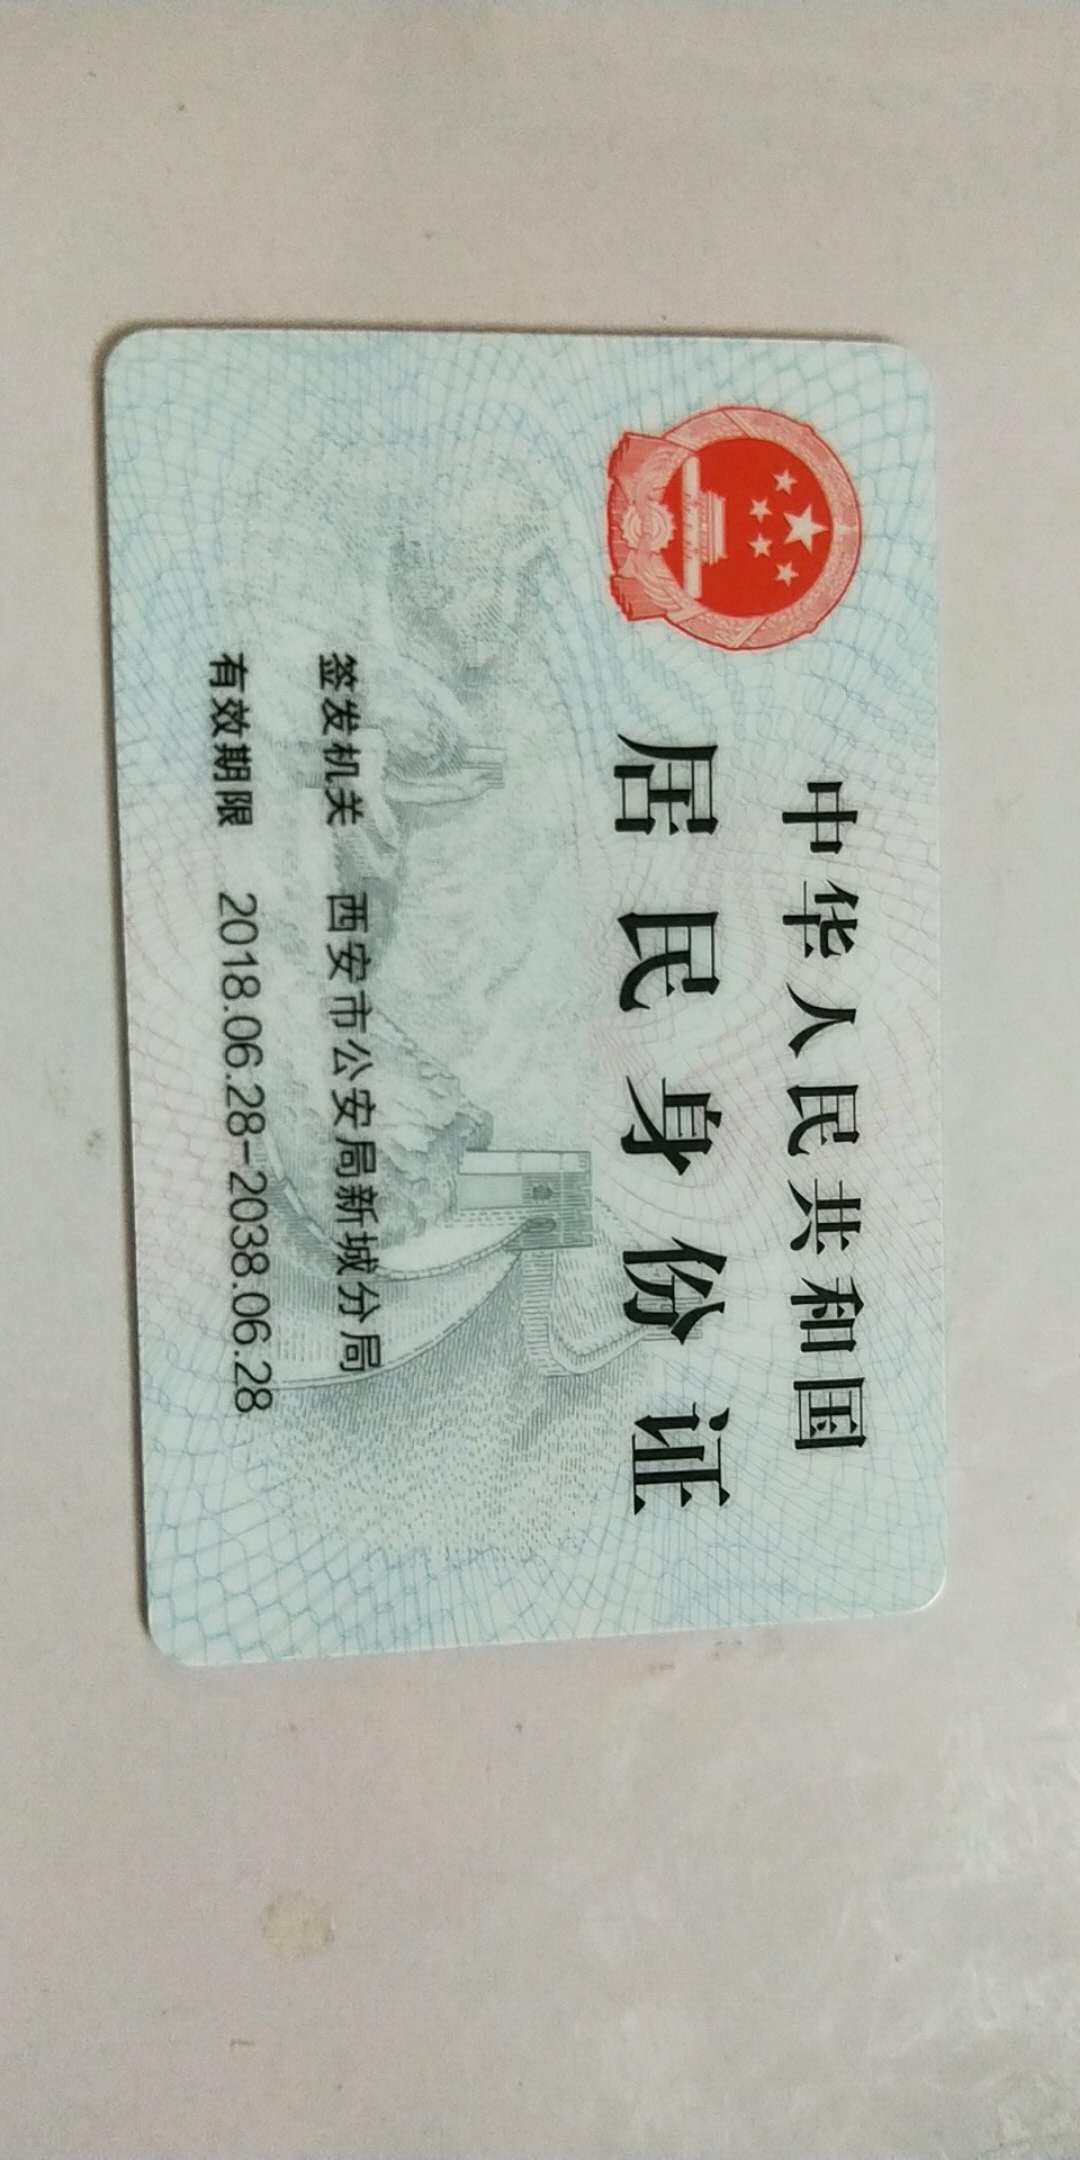 中华人民共和国
居民身份证
签发机关 西安市公安局新城分局
有效期限 2018.06.28-2038.06.28